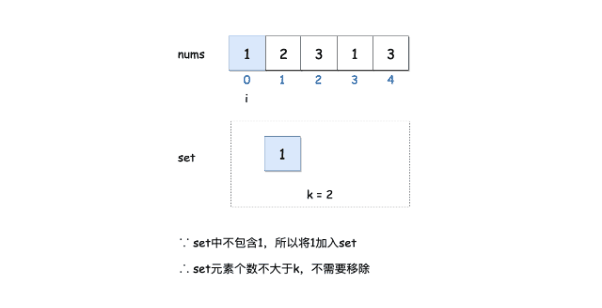 nums 1 2 3 1 3
0 1 2 3 4
i
set 1
k = 2
∵ set中不包含1，所以将1加入set
∴ set元素个数不大于k，不需要移除